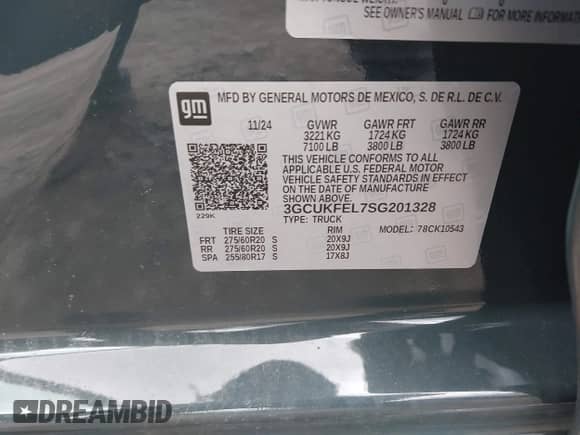 SEE OWNER'S MANUAL FOR MORE INFORMATION
gm
MFD BY GENERAL MOTORS DE MEXICO, S. DE R.L. DE C.V.
11/24 GVWR GAWR FRT GAWR RR
3221 KG 1724 KG 1724 KG
7100 LB 3800 LB 3800 LB
THIS VEHICLE CONFORMS TO ALL
APPLICABLE U.S. FEDERAL MOTOR
VEHICLE SAFETY STANDARDS IN EFFECT
ON THE DATE OF MANUFACTURE
SHOWN ABOVE.
229K
3GCUKFEL7SG201328
TYPE: TRUCK
MODEL: 78CK10543
TIRE SIZE RIM
FRT 275/60R20 S 20X9J
RR 275/60R20 S 20X9J
SPA 255/80R17 S 17X8J
DREAMBID